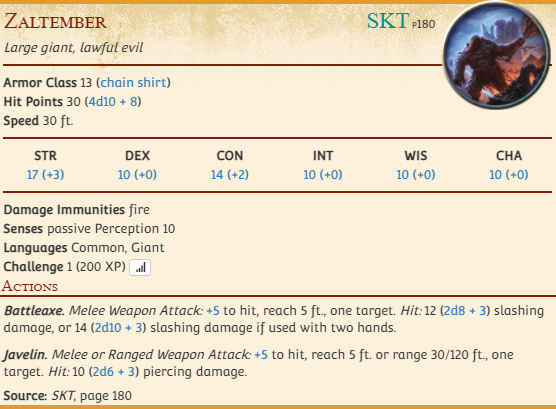 Zaltember SKT p180
Large giant, lawful evil
Armor Class 13 (chain shirt)
Hit Points 30 (4d10 + 8)
Speed 30 ft.
STR DEX CON INT WIS CHA
17 (+3) 10 (+0) 14 (+2) 10 (+0) 10 (+0) 10 (+0)
Damage Immunities fire
Senses passive Perception 10
Languages Common, Giant
Challenge 1 (200 XP)
Actions
Battleaxe. Melee Weapon Attack: +5 to hit, reach 5 ft., one target. Hit: 12 (2d8 + 3) slashing
damage, or 14 (2d10 + 3) slashing damage if used with two hands.
Javelin. Melee or Ranged Weapon Attack: +5 to hit, reach 5 ft. or range 30/120 ft., one
target. Hit: 10 (2d6 + 3) piercing damage.
Source: SKT, page 180